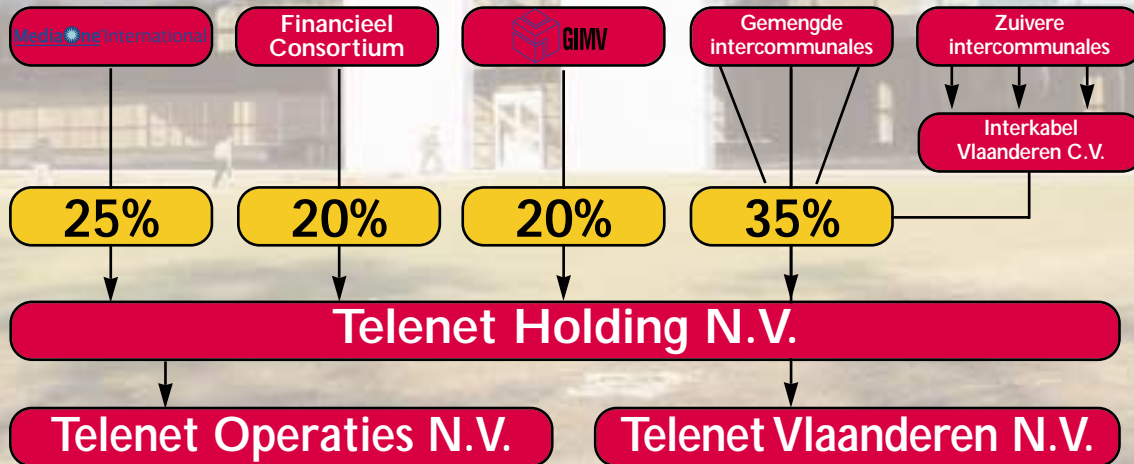 MediaOne International
Financieel
Consortium
GIMV
Gemengde
intercommunales
Zuivere
intercommunales
Interkabel
Vlaanderen C.V.
25%
20%
20%
35%
Telenet Holding N.V.
Telenet Operaties N.V.
Telenet Vlaanderen N.V.